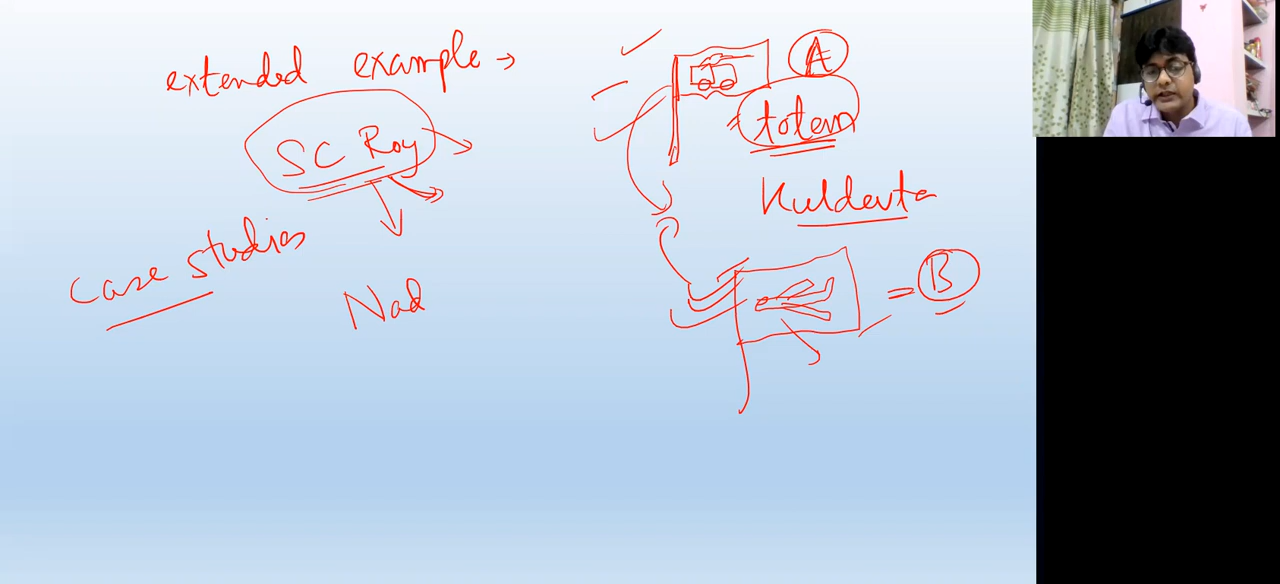 extended example →
SC Roy
Case studies
Nad
A
totem
Kuldevta
= B